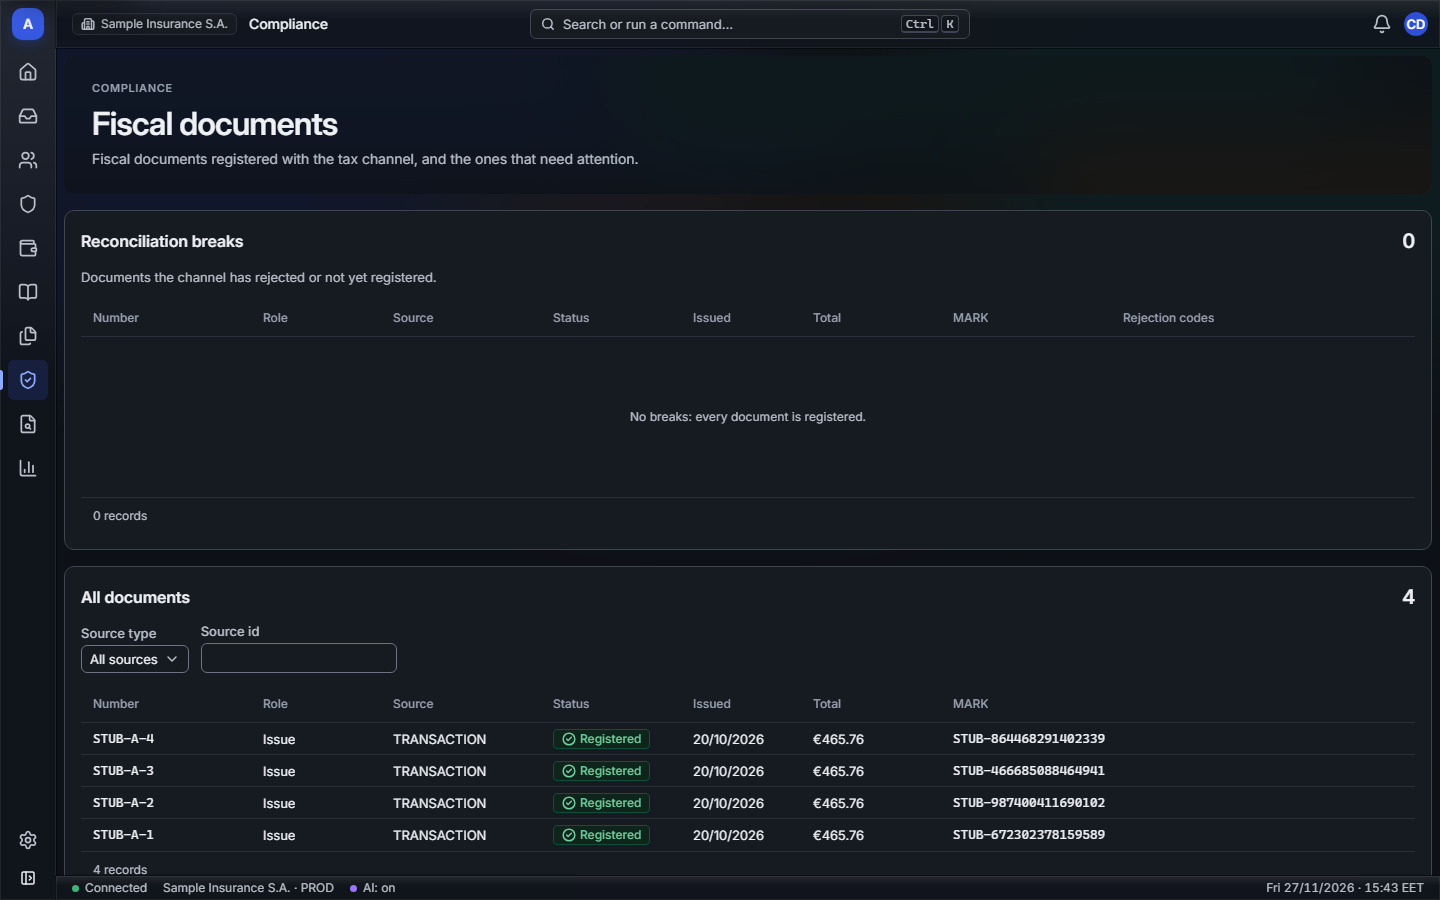 A
Sample Insurance S.A.
Compliance
Search or run a command...
Ctrl K
CD
COMPLIANCE
Fiscal documents
Fiscal documents registered with the tax channel, and the ones that need attention.
Reconciliation breaks
0
Documents the channel has rejected or not yet registered.
Number Role Source Status Issued Total MARK Rejection codes
No breaks: every document is registered.
0 records
All documents
4
Source type
Source id
All sources
Number Role Source Status Issued Total MARK
STUB-A-4 Issue TRANSACTION Registered 20/10/2026 €465.76 STUB-864468291402339
STUB-A-3 Issue TRANSACTION Registered 20/10/2026 €465.76 STUB-466685088464941
STUB-A-2 Issue TRANSACTION Registered 20/10/2026 €465.76 STUB-987400411690102
STUB-A-1 Issue TRANSACTION Registered 20/10/2026 €465.76 STUB-672302378159589
4 records
Connected Sample Insurance S.A. · PROD AI: on Fri 27/11/2026 · 15:43 EET